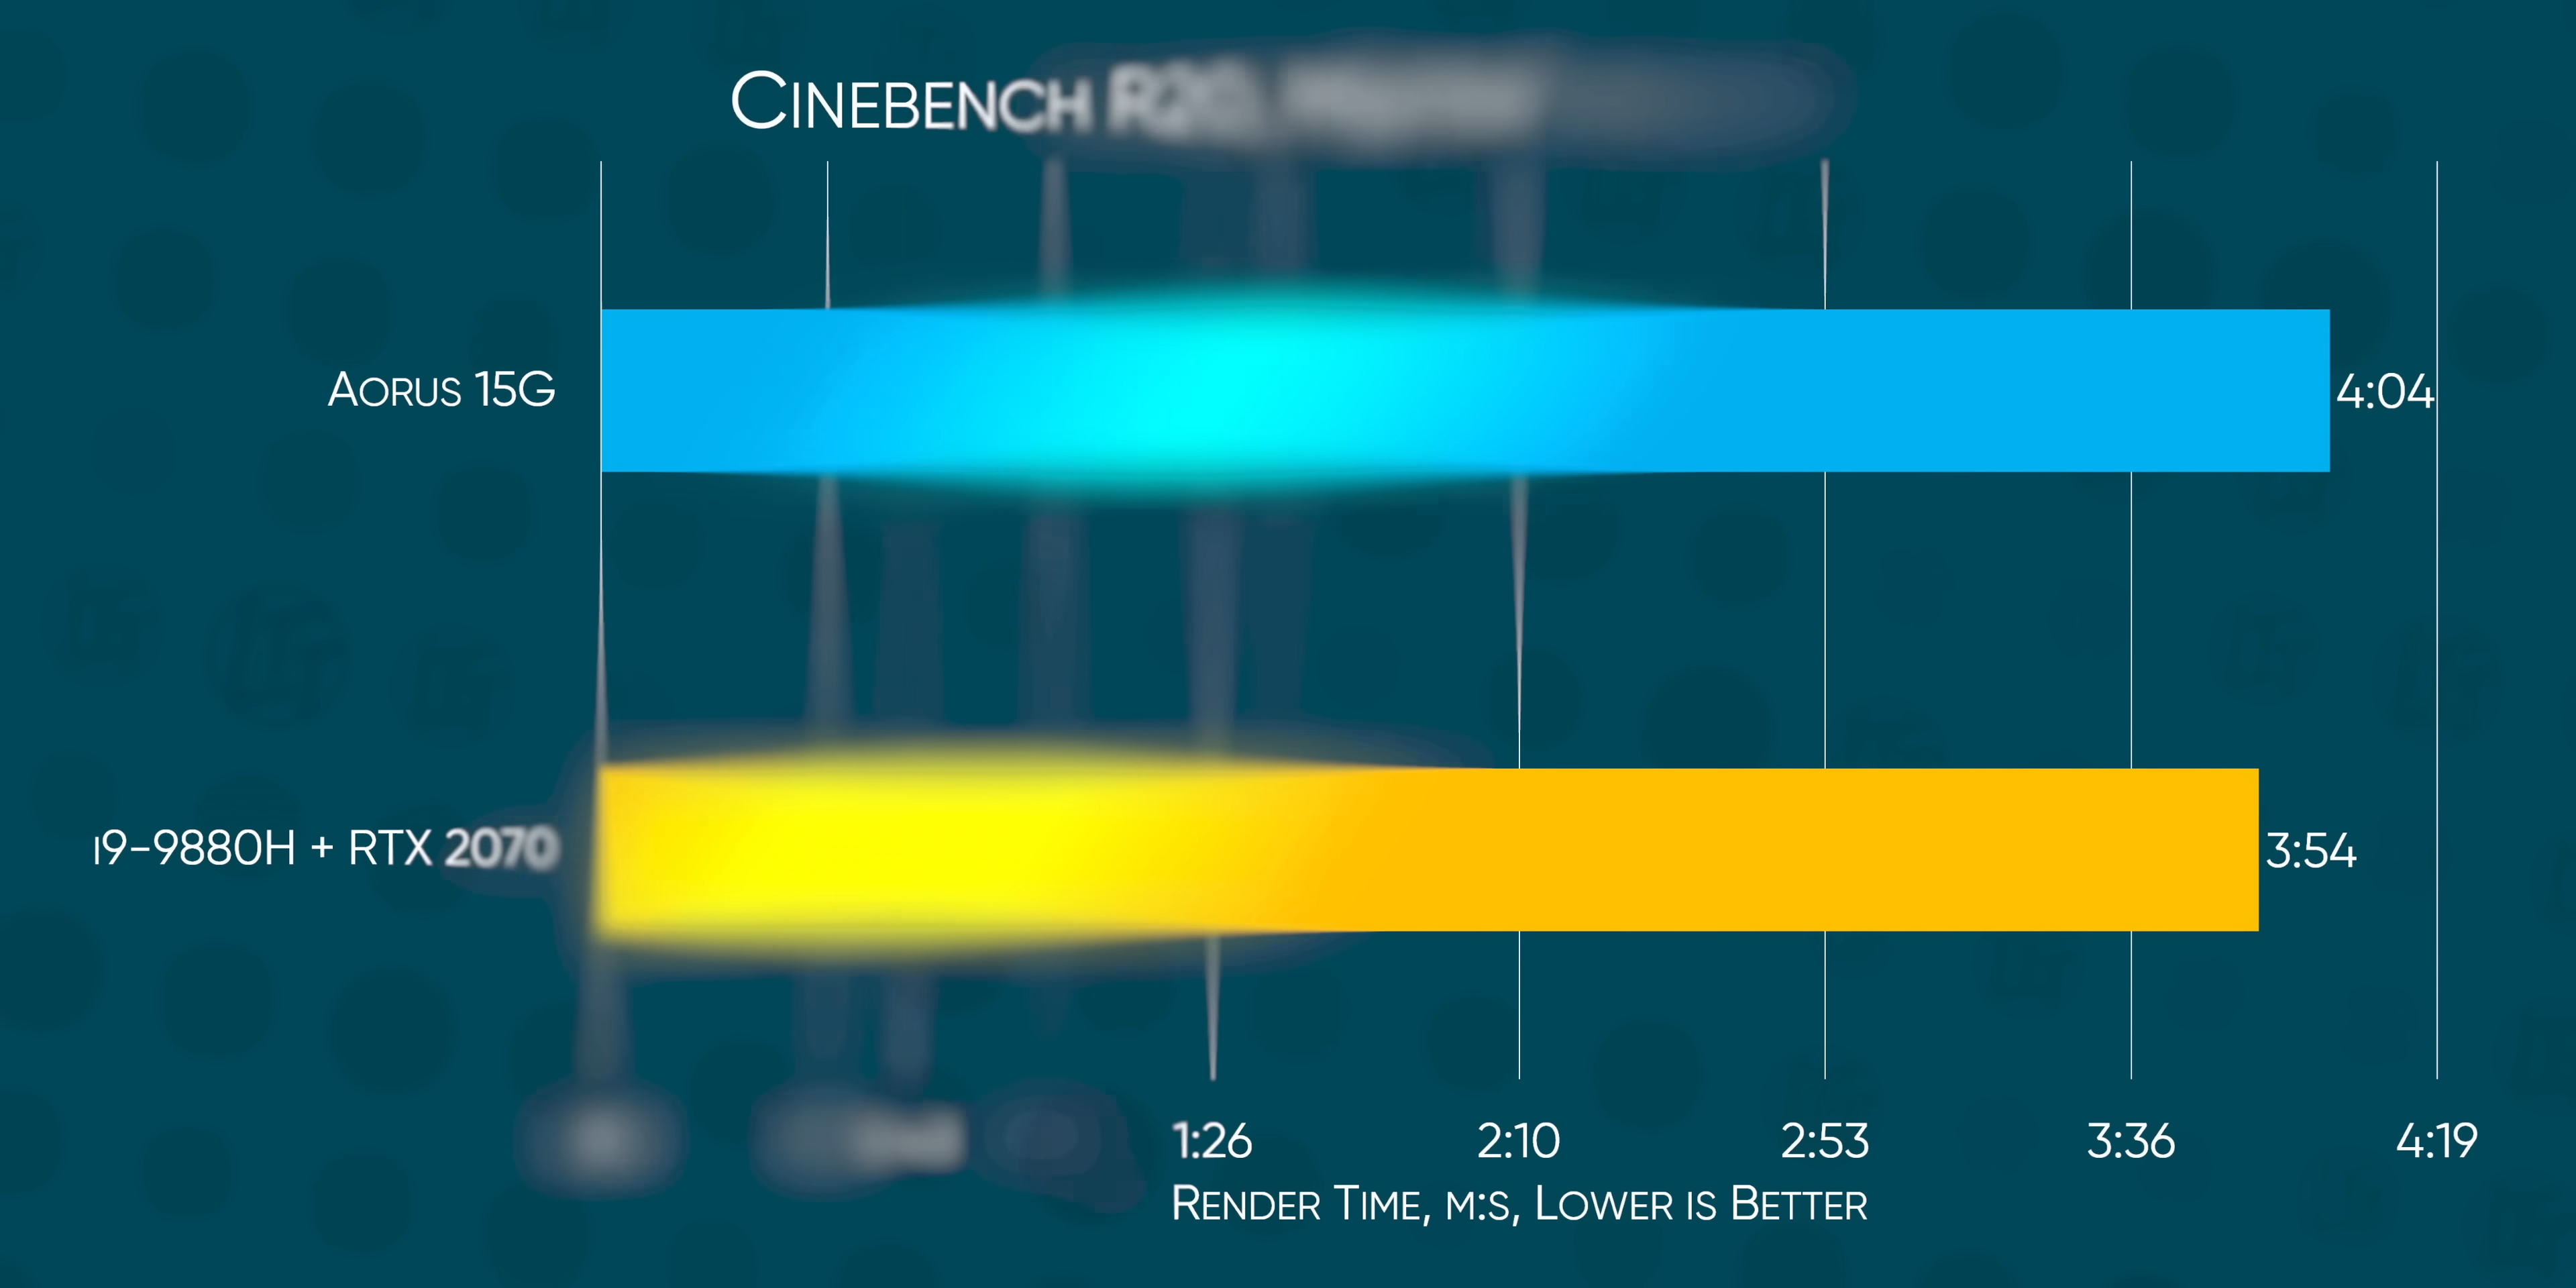 Cinebench
Aorus 15G
4:04
i9-9880H + RTX 2070
3:54
1:26
2:10
2:53
3:36
4:19
Render Time, m:s, Lower is Better